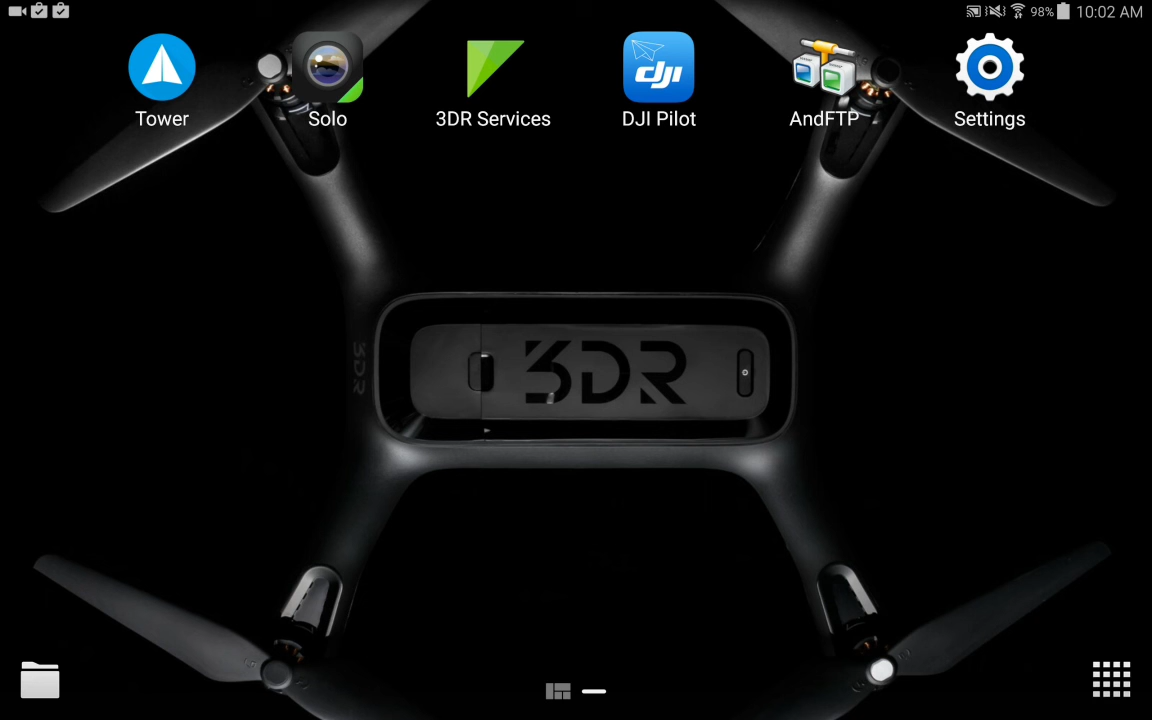 98% 10:02 AM
Tower Solo 3DR Services DJI Pilot AndFTP Settings
dji
3DR
3DR